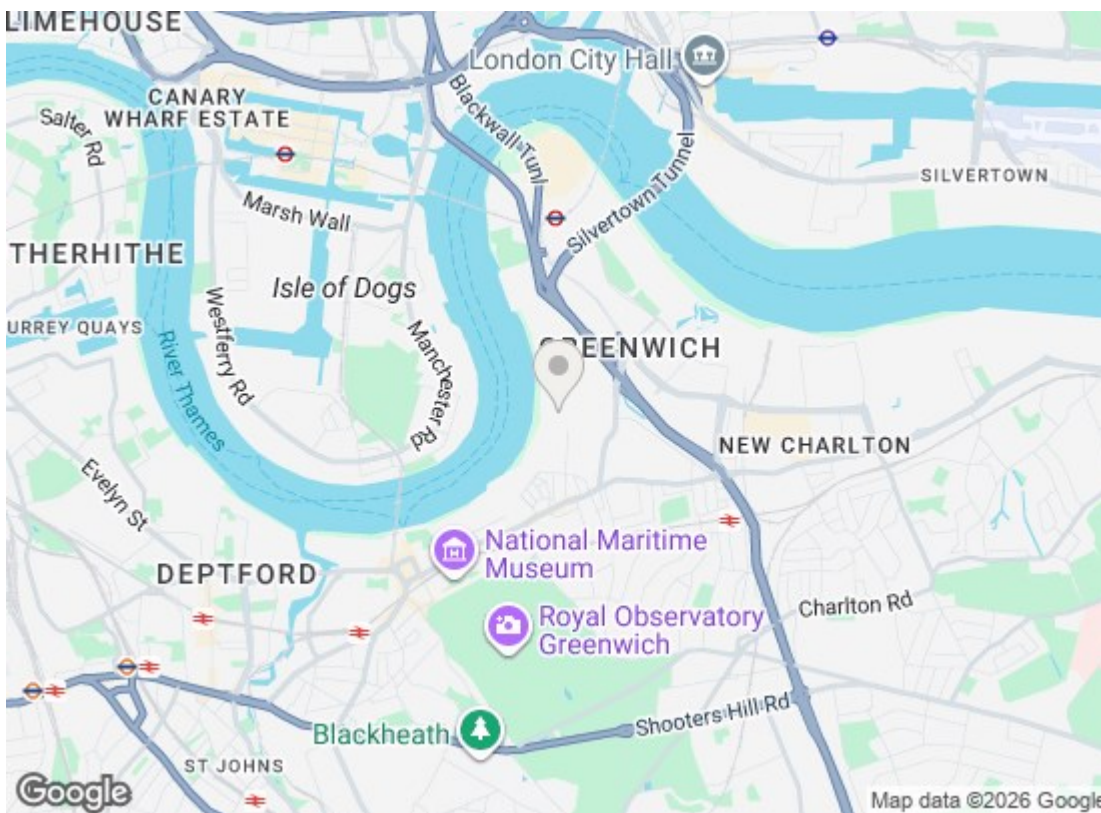 LIMEHOUSE
London City Hall
CANARY
WHARF ESTATE
Salter Rd
Blackwall Tunl
Silvertown Tunnel
SILVERTOWN
Marsh Wall
THERHITHE
Isle of Dogs
URREY QUAYS
Westferry Rd
Manchester Rd
River Thames
GREENWICH
NEW CHARLTON
Evelyn St
National Maritime
Museum
DEPTFORD
Royal Observatory
Greenwich
Charlton Rd
Shooters Hill Rd
Blackheath
ST JOHNS
Google
Map data ©2026 Google